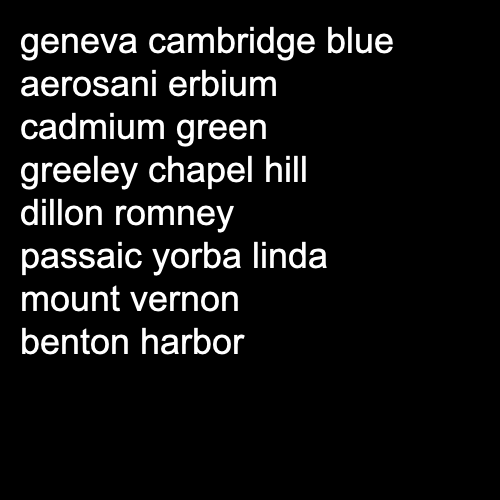 geneva cambridge blue
aerosani erbium
cadmium green
greeley chapel hill
dillon romney
passaic yorba linda
mount vernon
benton harbor